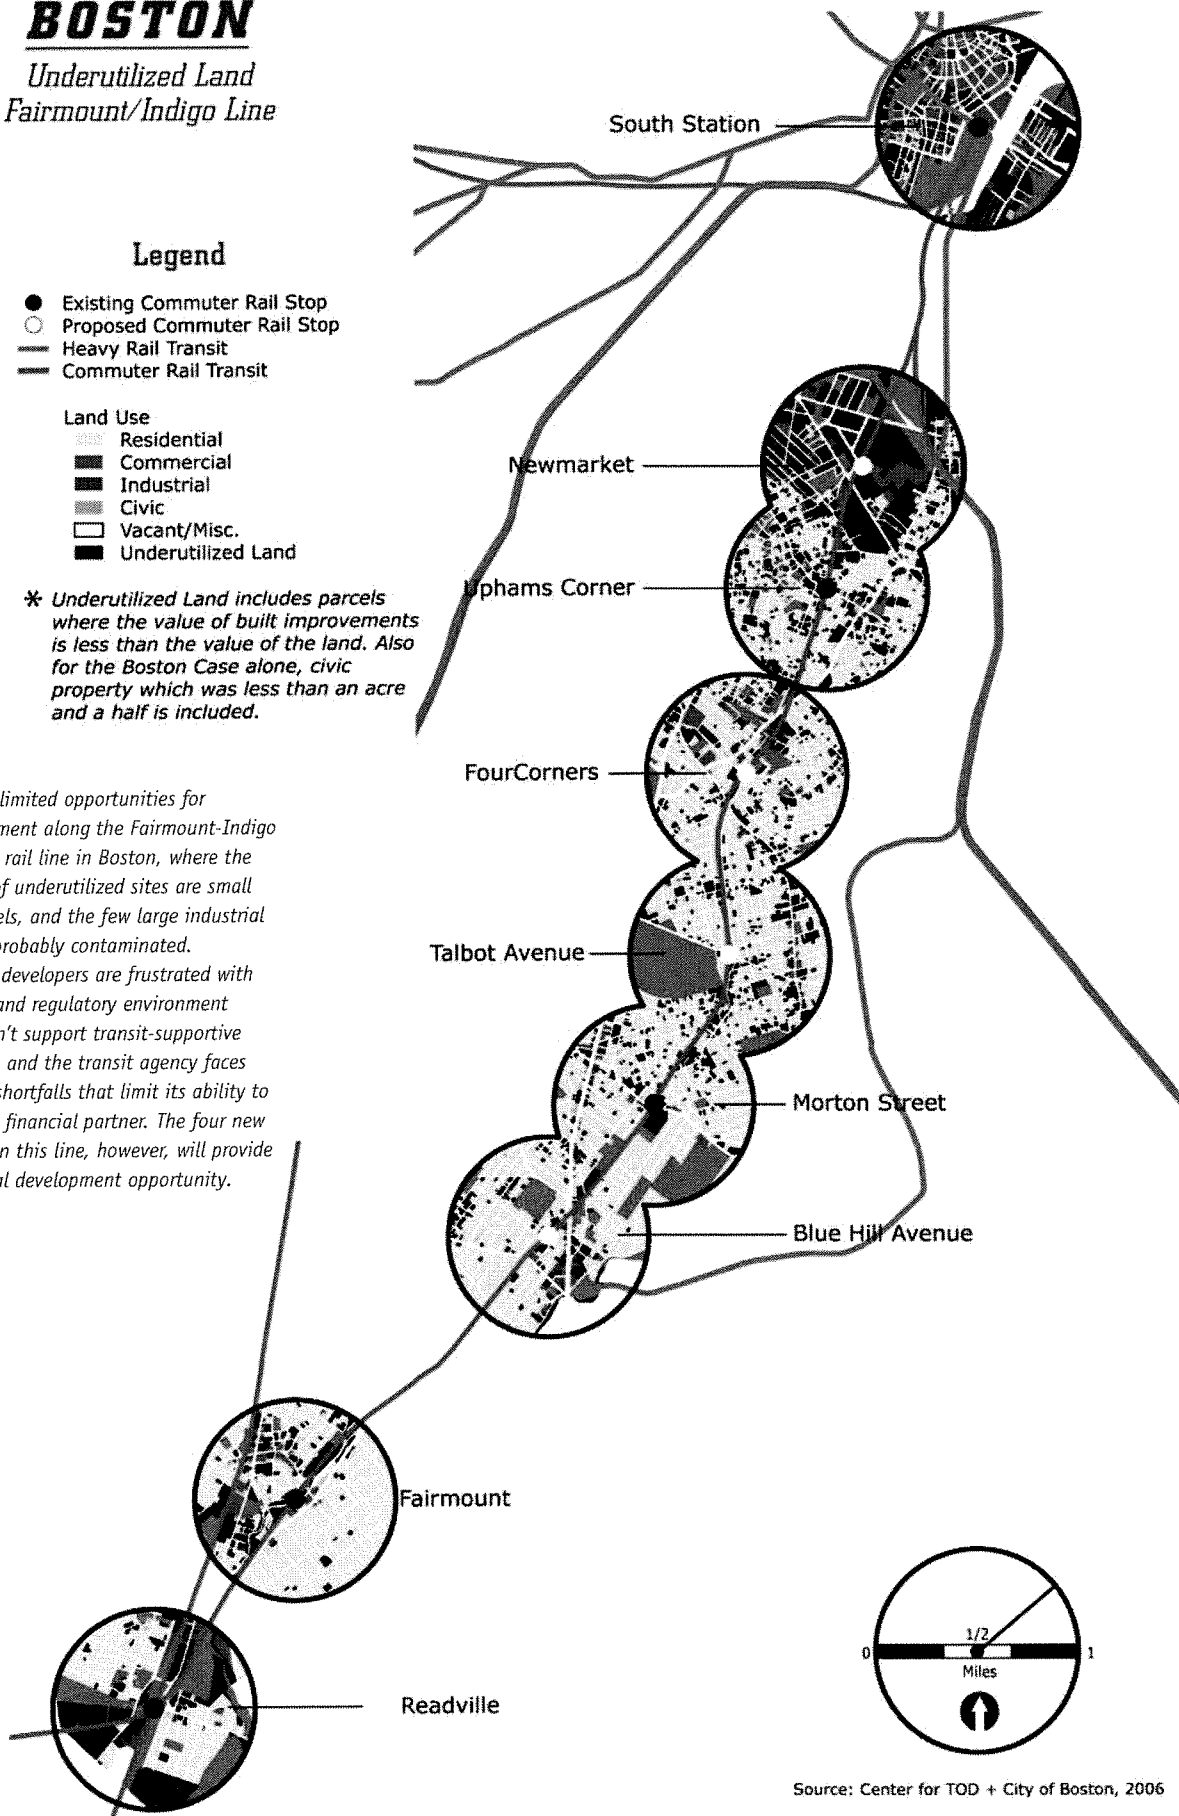 BOSTON
Underutilized Land
Fairmount/Indigo Line
South Station
Legend
Existing Commuter Rail Stop
Proposed Commuter Rail Stop
Heavy Rail Transit
Commuter Rail Transit
Land Use
Residential
Commercial
Industrial
Civic
Vacant/Misc.
Underutilized Land
* Underutilized Land includes parcels
where the value of built improvements
is less than the value of the land. Also
for the Boston Case alone, civic
property which was less than an acre
and a half is included.
Newmarket
Uphams Corner
FourCorners
Talbot Avenue
Morton Street
Blue Hill Avenue
Fairmount
Readville
limited opportunities for
ment along the Fairmount-Indigo
rail line in Boston, where the
of underutilized sites are small
els, and the few large industrial
probably contaminated.
developers are frustrated with
and regulatory environment
n't support transit-supportive
and the transit agency faces
shortfalls that limit its ability to
financial partner. The four new
n this line, however, will provide
al development opportunity.
0
1/2
1
Miles
Source: Center for TOD + City of Boston, 2006